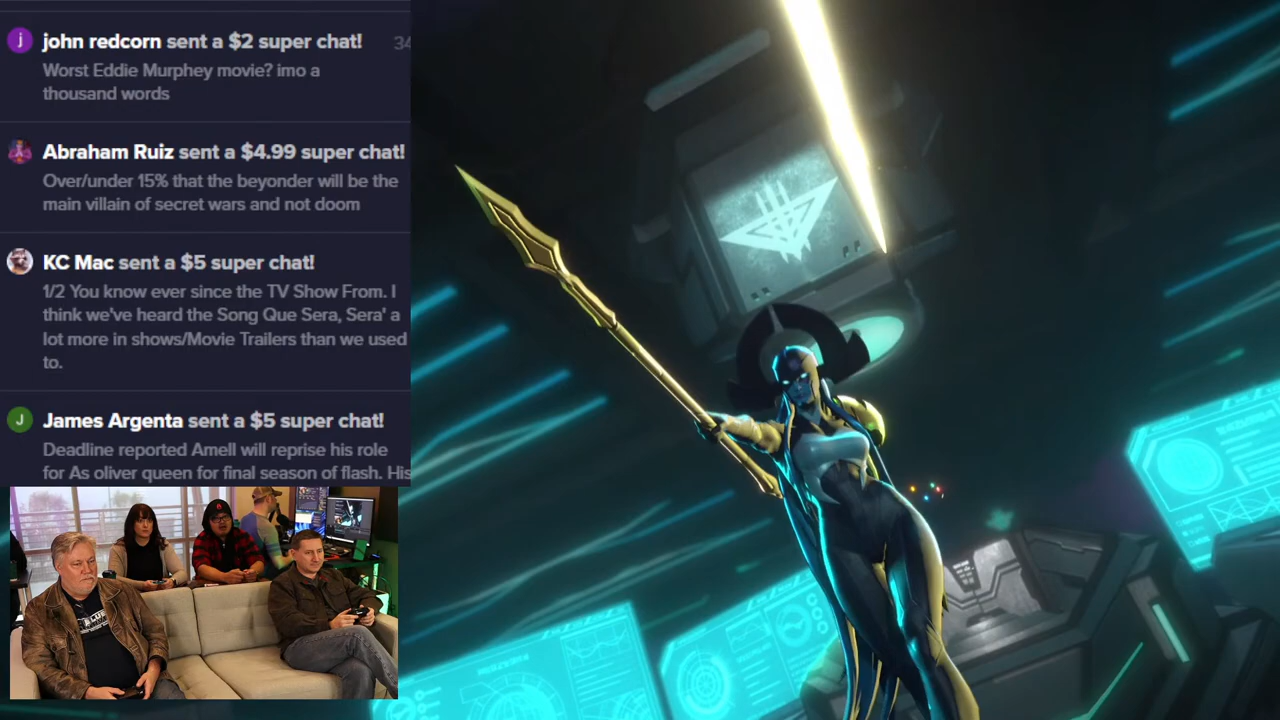 j john redcorn sent a $2 super chat! 34
Worst Eddie Murphey movie? imo a
thousand words
Abraham Ruiz sent a $4.99 super chat!
Over/under 15% that the beyonder will be the
main villain of secret wars and not doom
KC Mac sent a $5 super chat!
1/2 You know ever since the TV Show From. I
think we've heard the Song Que Sera, Sera' a
lot more in shows/Movie Trailers than we used
to.
J James Argenta sent a $5 super chat!
Deadline reported Amell will reprise his role
for As oliver queen for final season of flash. His